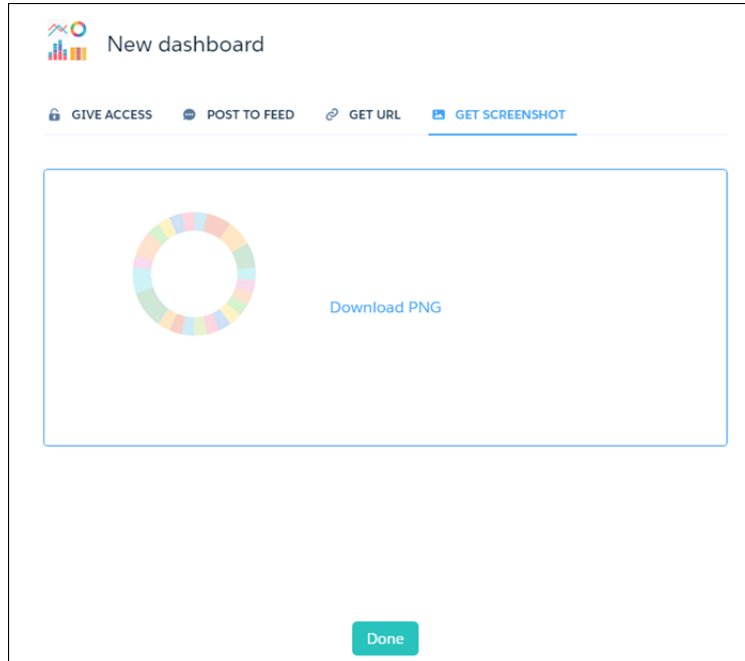 New dashboard
GIVE ACCESS POST TO FEED GET URL GET SCREENSHOT
Download PNG
Done